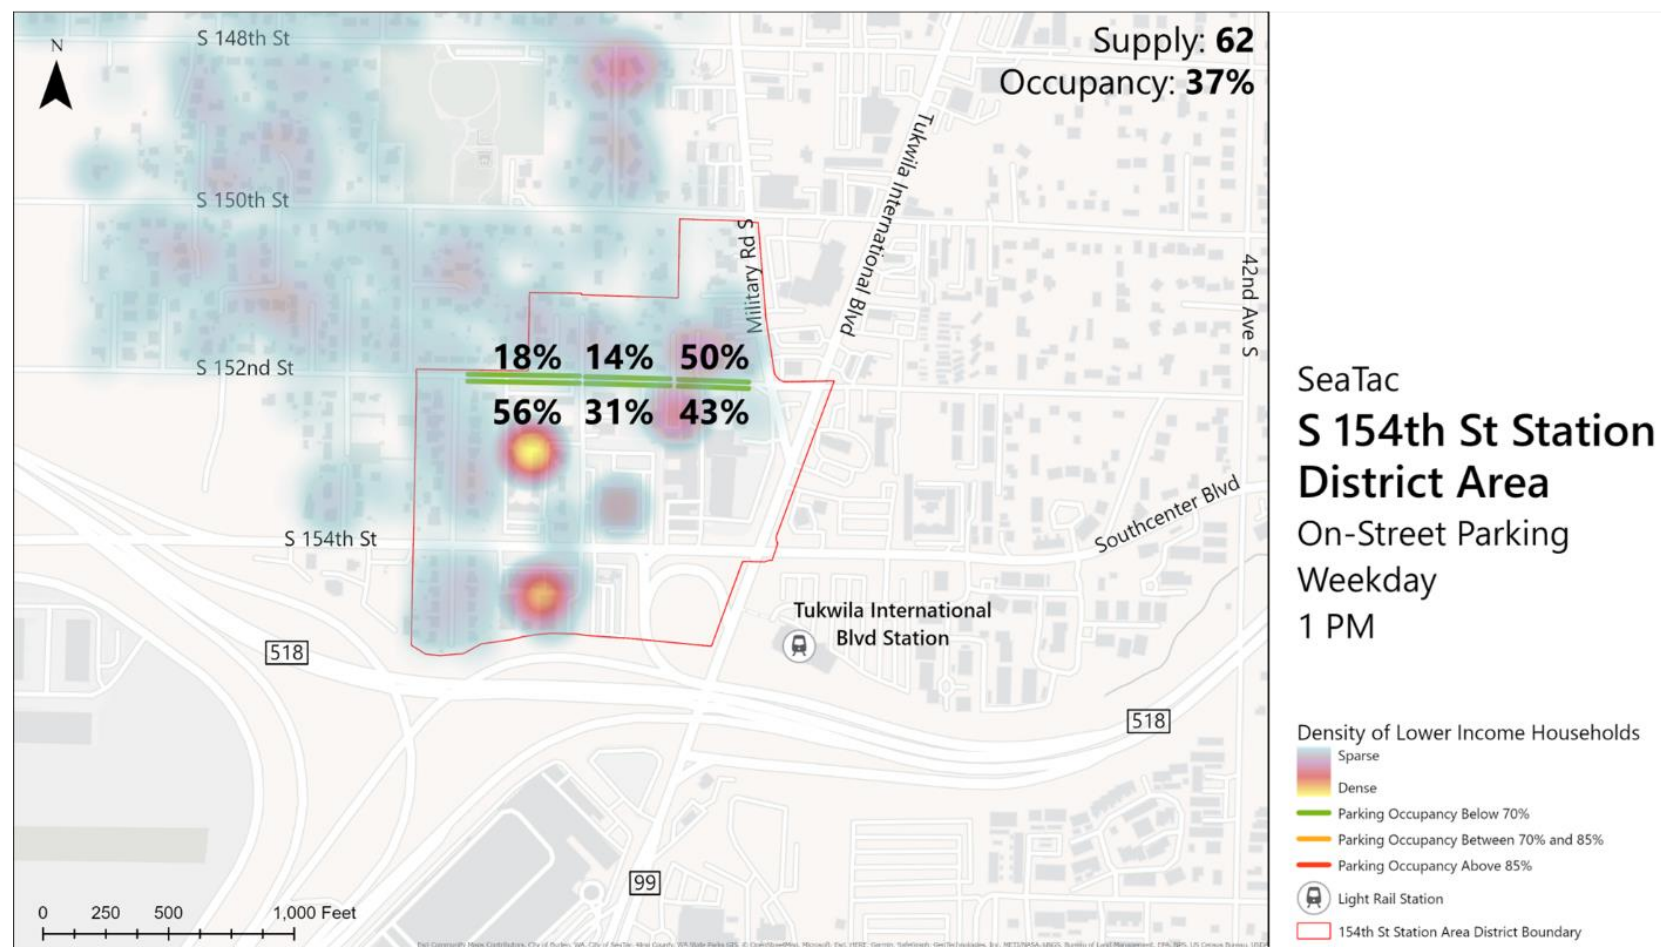 S 148th St
N
Supply: 62
Occupancy: 37%
Tukwila International Blvd
S 150th St
Military Rd S
Tukwila International Blvd
42nd Ave S
S 152nd St
18% 14% 50%
56% 31% 43%
S 154th St
Southcenter Blvd
Tukwila International
Blvd Station
518
518
99
0 250 500 1,000 Feet
SeaTac
S 154th St Station
District Area
On-Street Parking
Weekday
1 PM
Density of Lower Income Households
Sparse
Dense
Parking Occupancy Below 70%
Parking Occupancy Between 70% and 85%
Parking Occupancy Above 85%
Light Rail Station
154th St Station Area District Boundary